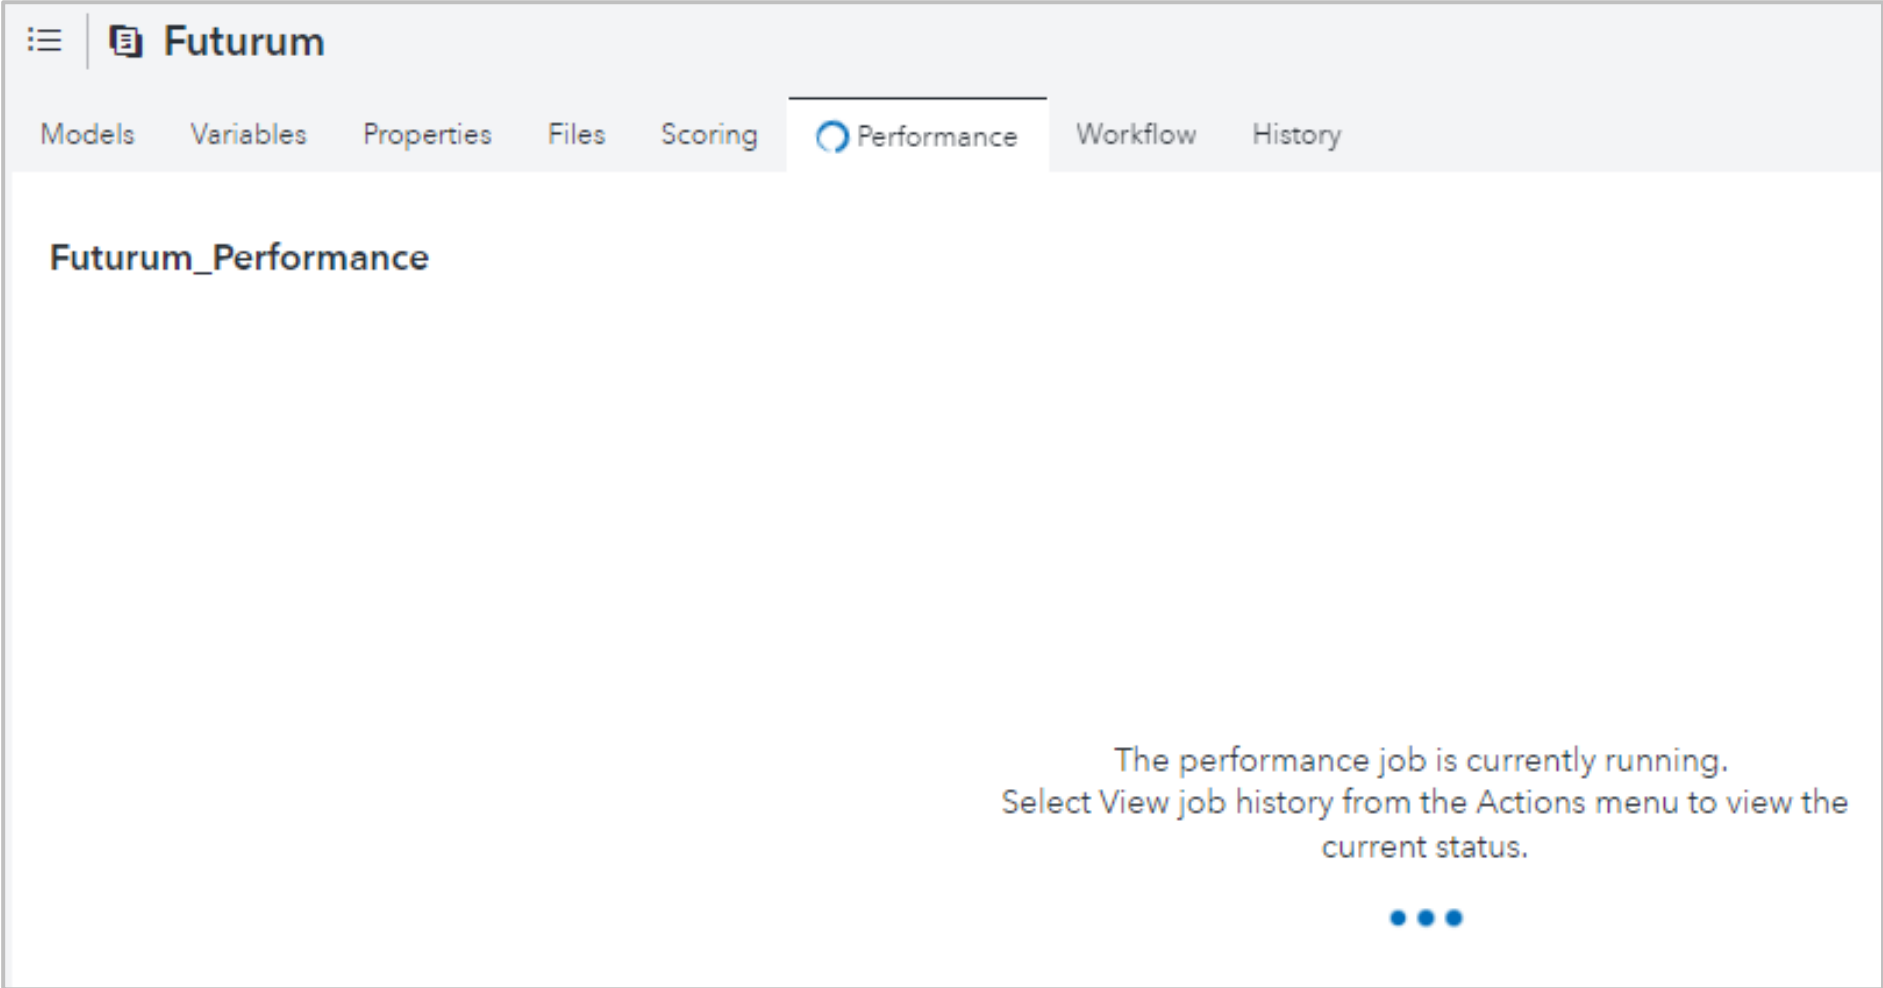 Futurum
Models Variables Properties Files Scoring Performance Workflow History
Futurum_Performance
The performance job is currently running.
Select View job history from the Actions menu to view the
current status.